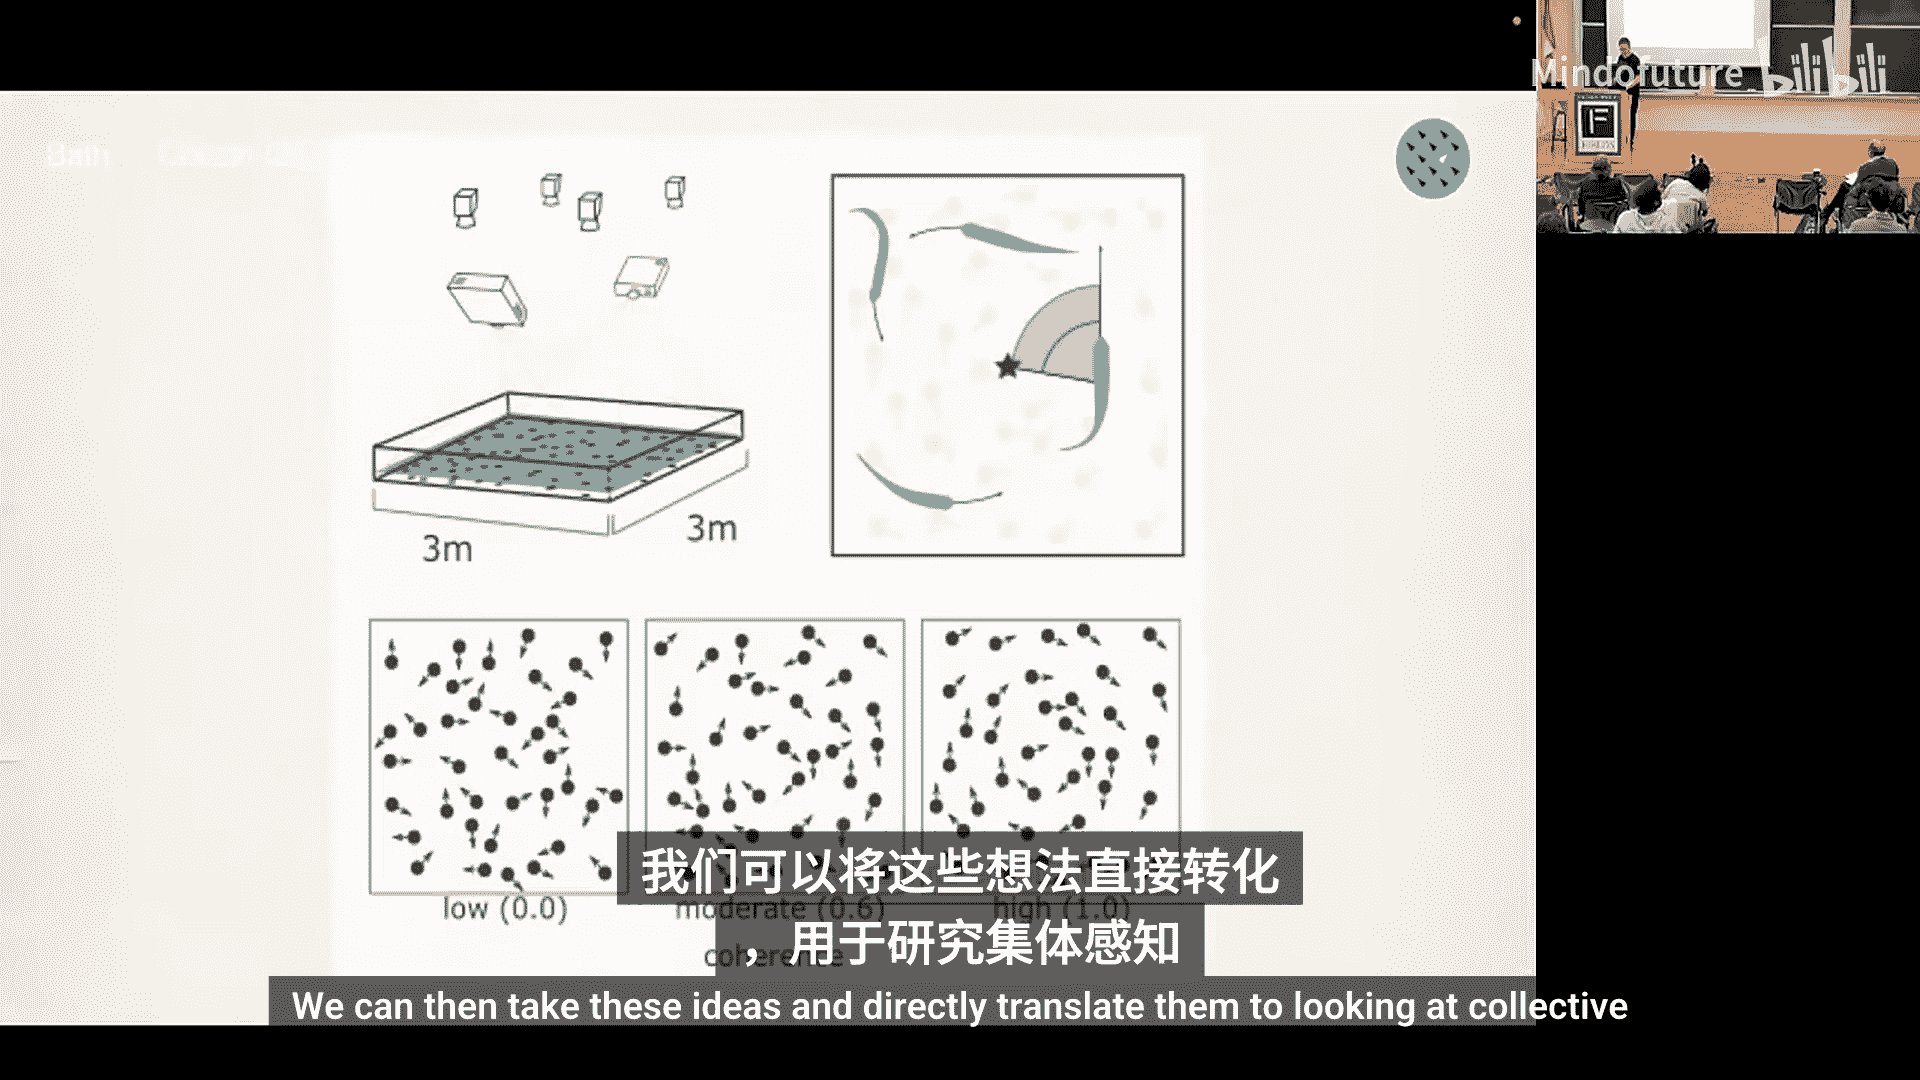 Mindofuture bilibili
3m
3m
low (0.0)
moderate (0.6)
high (1.0)
coherence
我们可以将这些想法直接转化
，用于研究集体感知
We can then take these ideas and directly translate them to looking at collective